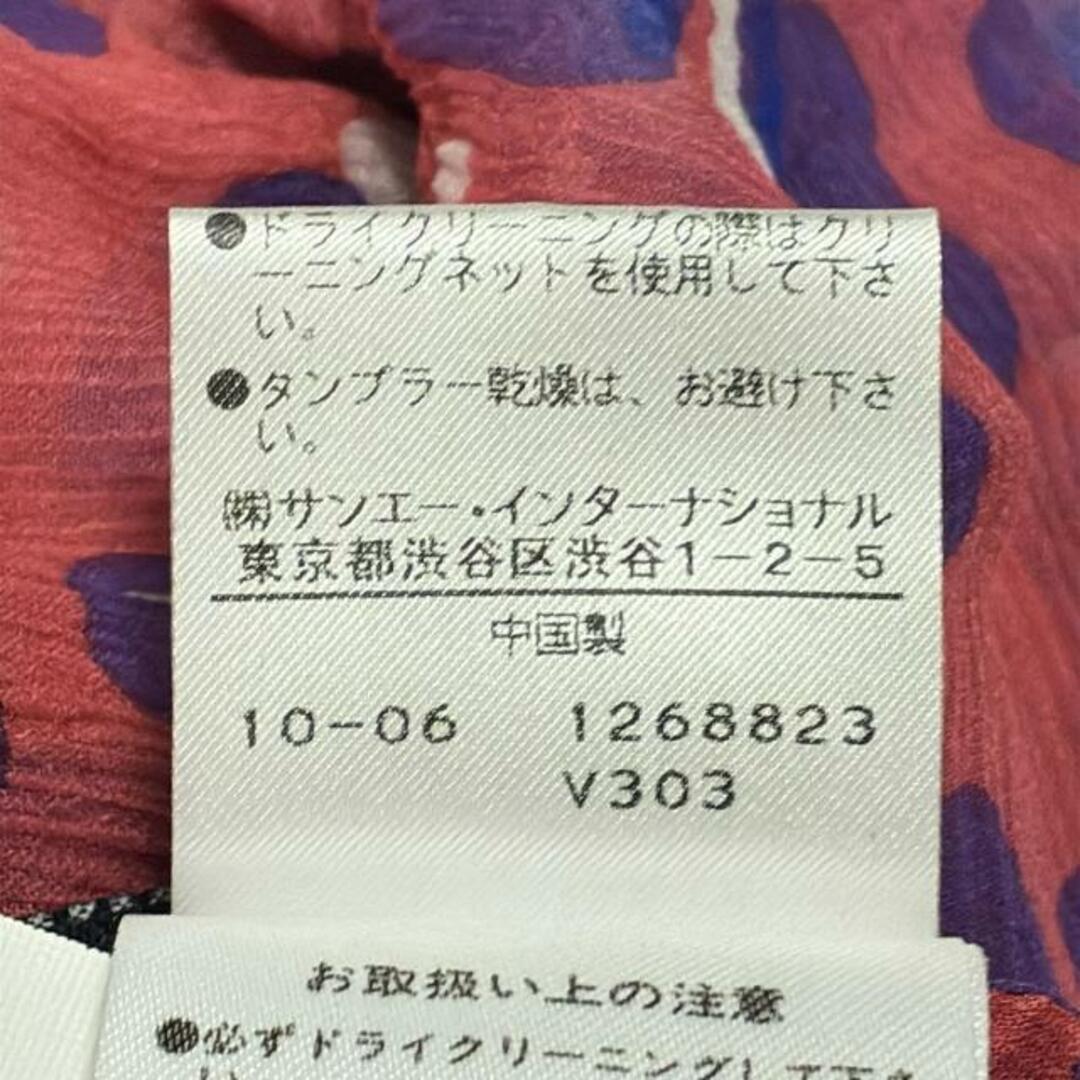 ●ドライクリーニングの際はクリ
ーニングネットを使用して下さ
い。
●タンブラー乾燥は、お避け下さ
い。
㈱サンエー・インターナショナル
東京都渋谷区渋谷1-2-5
中国製
10-06 1268823
V303
お取扱い上の注意
●必ずドライクリーニングして下さ
い